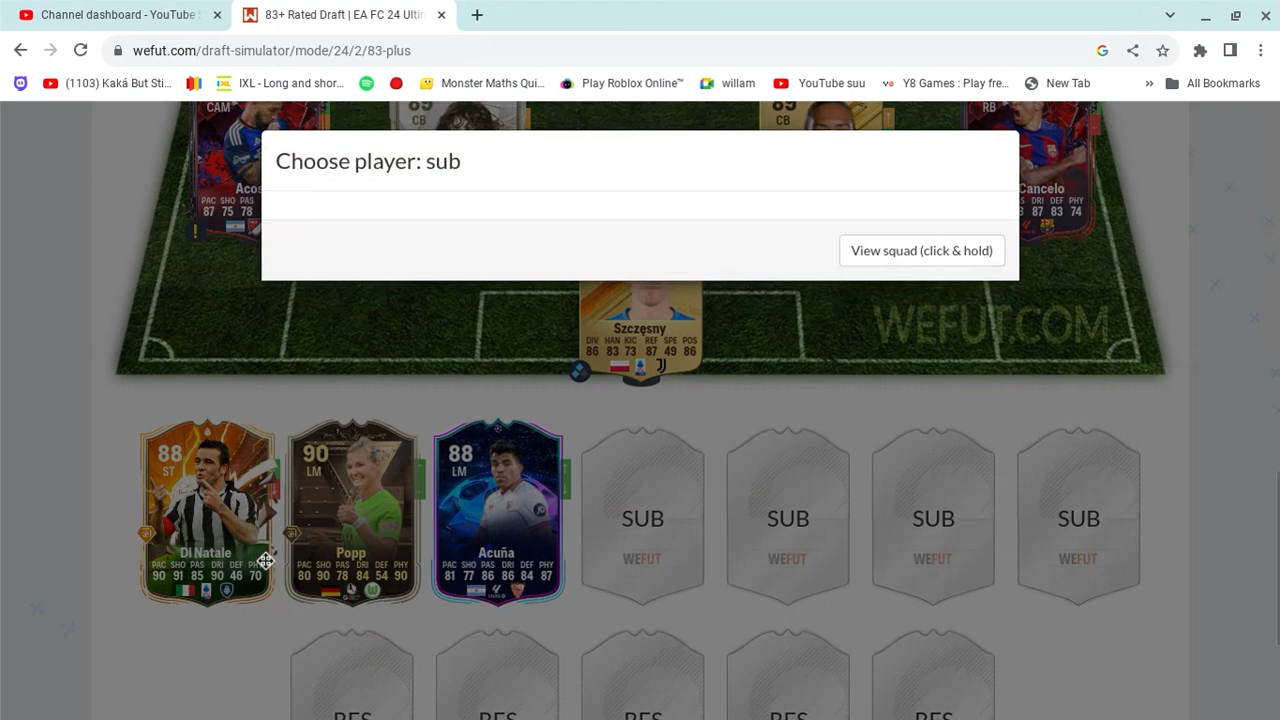 Channel dashboard - YouTube S
83+ Rated Draft | EA FC 24 Ultin
wefut.com/draft-simulator/mode/24/2/83-plus
(1103) Kaká But Sti...
IXL - Long and shor...
Monster Maths Qui...
Play Roblox Online™
willam
YouTube suu
Y8 Games : Play fre...
New Tab
»
All Bookmarks
CAM
89
CB
89
CB
RB
Choose player: sub
View squad (click & hold)
Acos
PAC SHO PAS
87 75 78
Cancelo
DRI DEF PHY
87 83 74
WEFUT.COM
Szczęsny
DIV HAN KIC REF SPE POS
86 83 73 87 49 86
88
ST
DI Natale
PAC SHO PAS DRI DEF PHY
90 91 85 90 46 70
90
LM
Popp
PAC SHO PAS DRI DEF PHY
80 90 78 84 54 90
88
LM
Acuña
PAC SHO PAS DRI DEF PHY
81 77 86 86 84 87
SUB
WEFUT
SUB
WEFUT
SUB
WEFUT
SUB
WEFUT
RES
RES
RES
RES
RES